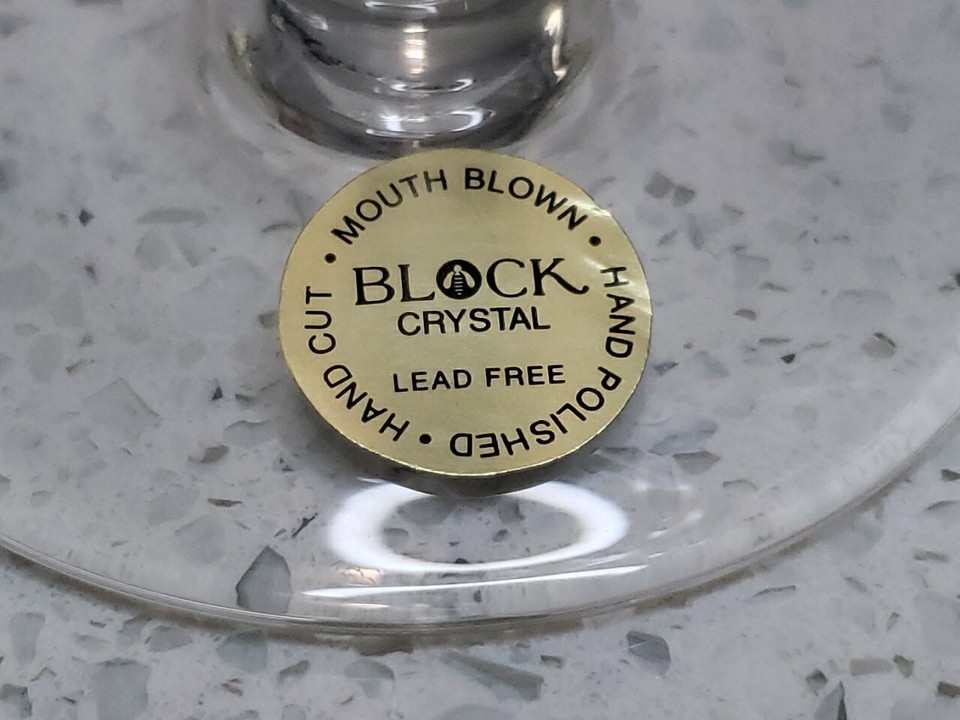 • MOUTH BLOWN •
HAND POLISHED •
HAND CUT
BLOCK
CRYSTAL
LEAD FREE